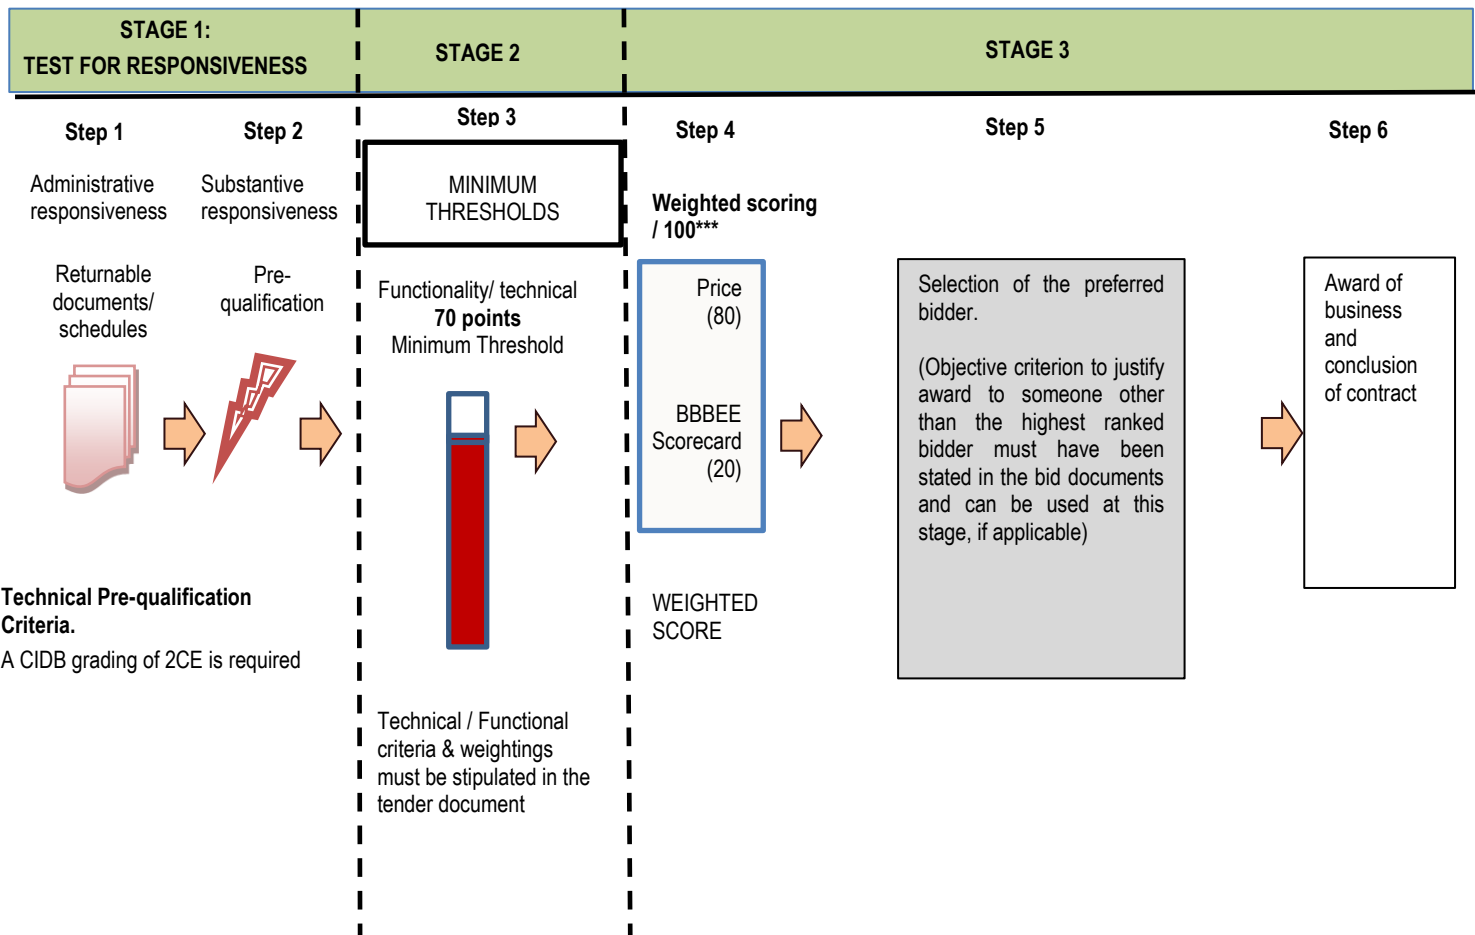 STAGE 1:
TEST FOR RESPONSIVENESS
STAGE 2
STAGE 3
Step 1
Step 2
Step 3
Step 4
Step 5
Step 6
Administrative
responsiveness
Substantive
responsiveness
MINIMUM
THRESHOLDS
Weighted scoring
/ 100***
Returnable
documents/
schedules
Pre-
qualification
Functionality/ technical
70 points
Minimum Threshold
Price
(80)
BBBEE
Scorecard
(20)
Selection of the preferred
bidder.
(Objective criterion to justify
award to someone other
than the highest ranked
bidder must have been
stated in the bid documents
and can be used at this
stage, if applicable)
Award of
business
and
conclusion
of contract
Technical Pre-qualification
Criteria.
A CIDB grading of 2CE is required
WEIGHTED
SCORE
Technical / Functional
criteria & weightings
must be stipulated in the
tender document